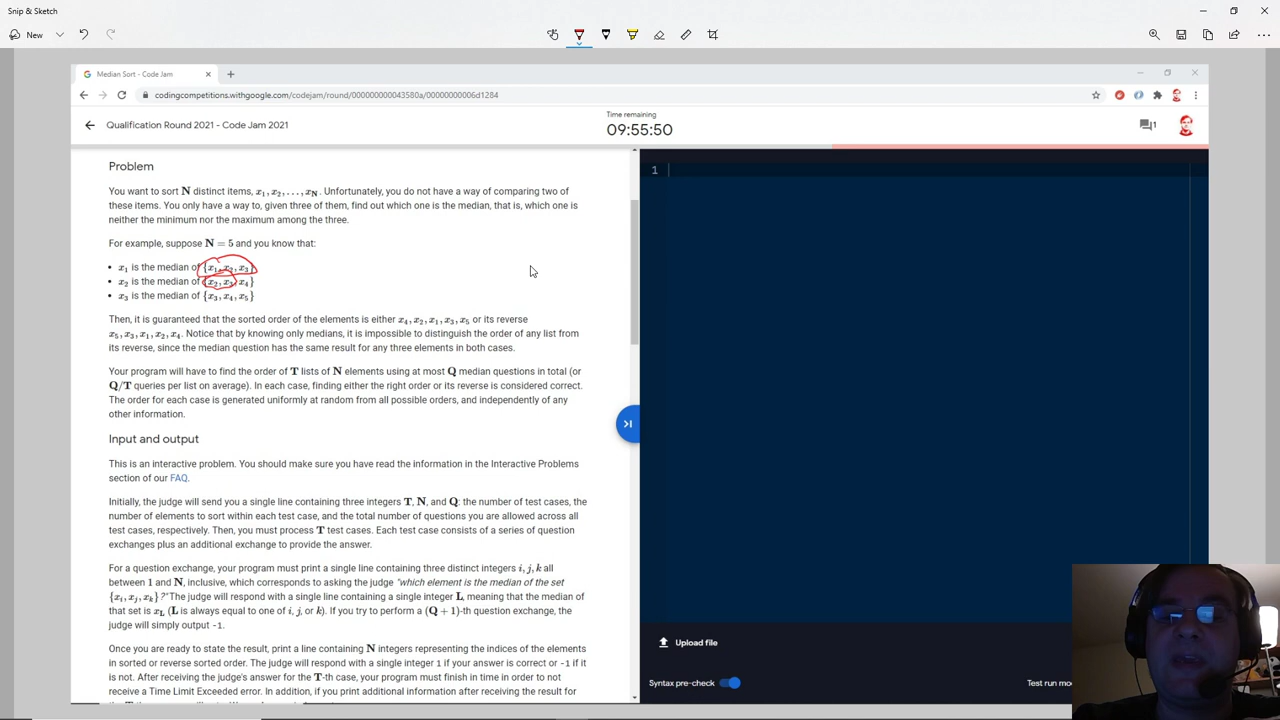 Snip & Sketch
New
Median Sort - Code Jam
codingcompetitions.withgoogle.com/codejam/round/000000000043580a/00000000006d1284
Qualification Round 2021 - Code Jam 2021
Time remaining
09:55:50
1
Problem
You want to sort N distinct items, x1, x2, . . . , xN. Unfortunately, you do not have a way of comparing two of
these items. You only have a way to, given three of them, find out which one is the median, that is, which one is
neither the minimum nor the maximum among the three.
For example, suppose N = 5 and you know that:
• x1 is the median of {x1, x2, x3}
• x2 is the median of {x2, x3, x4}
• x3 is the median of {x3, x4, x5}
Then, it is guaranteed that the sorted order of the elements is either x4, x2, x1, x3, x5 or its reverse
x5, x3, x1, x2, x4. Notice that by knowing only medians, it is impossible to distinguish the order of any list from
its reverse, since the median question has the same result for any three elements in both cases.
Your program will have to find the order of T lists of N elements using at most Q median questions in total (or
Q/T queries per list on average). In each case, finding either the right order or its reverse is considered correct.
The order for each case is generated uniformly at random from all possible orders, and independently of any
other information.
Input and output
This is an interactive problem. You should make sure you have read the information in the Interactive Problems
section of our FAQ.
Initially, the judge will send you a single line containing three integers T, N, and Q: the number of test cases, the
number of elements to sort within each test case, and the total number of questions you are allowed across all
test cases, respectively. Then, you must process T test cases. Each test case consists of a series of question
exchanges plus an additional exchange to provide the answer.
For a question exchange, your program must print a single line containing three distinct integers i, j, k all
between 1 and N, inclusive, which corresponds to asking the judge "which element is the median of the set
{xi, xj, xk}?" The judge will respond with a single line containing a single integer L, meaning that the median of
that set is xL (L is always equal to one of i, j, or k). If you try to perform a (Q + 1)-th question exchange, the
judge will simply output -1.
Once you are ready to state the result, print a line containing N integers representing the indices of the elements
in sorted or reverse sorted order. The judge will respond with a single integer 1 if your answer is correct or -1 if it
is not. After receiving the judge's answer for the T-th case, your program must finish in time in order to not
receive a Time Limit Exceeded error. In addition, if you print additional information after receiving the result for
1
Upload file
Syntax pre-check
Test run mo